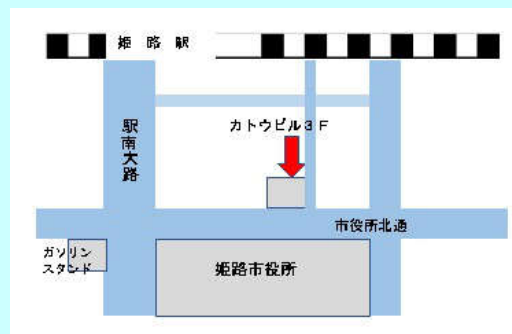 姫路駅
駅南大路
カトウビル3F
市役所北通
ガソリン
スタンド
姫路市役所